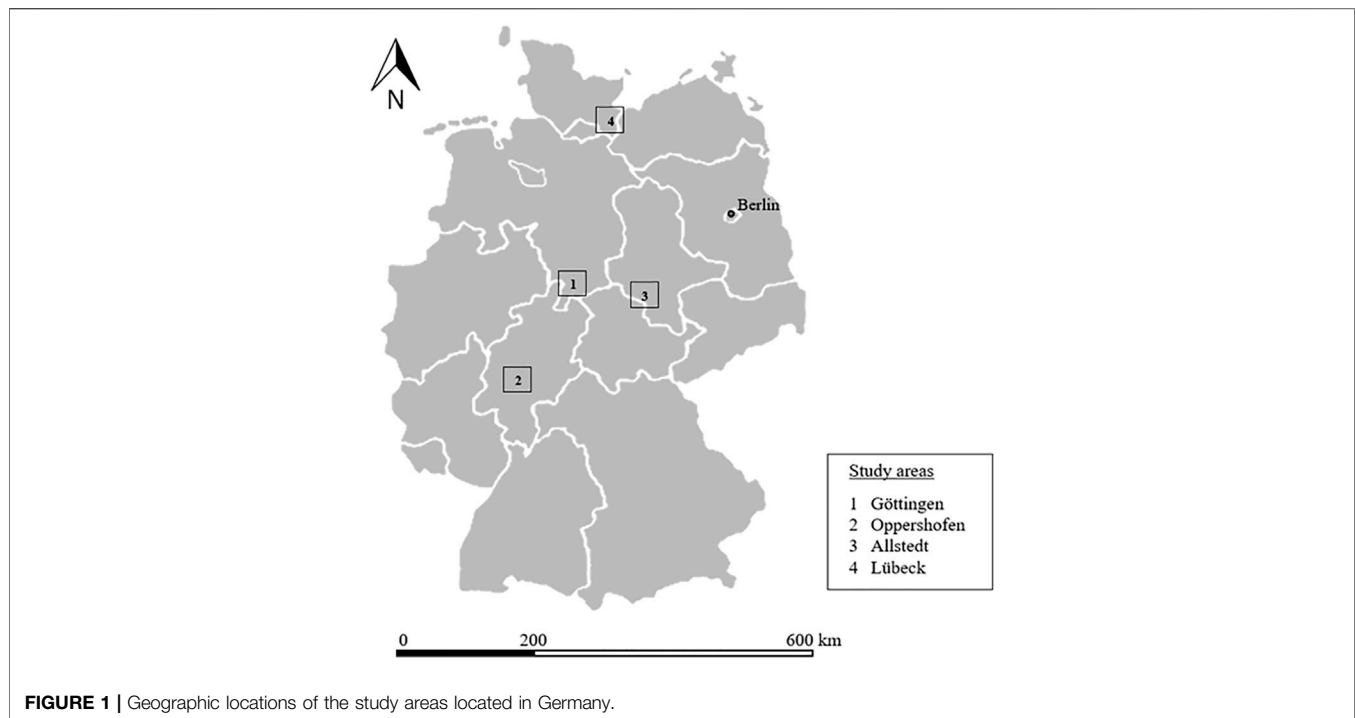 N
4
Berlin
1
3
2
Study areas
1 Göttingen
2 Oppershofen
3 Allstedt
4 Lübeck
0 200 600 km
FIGURE 1 | Geographic locations of the study areas located in Germany.